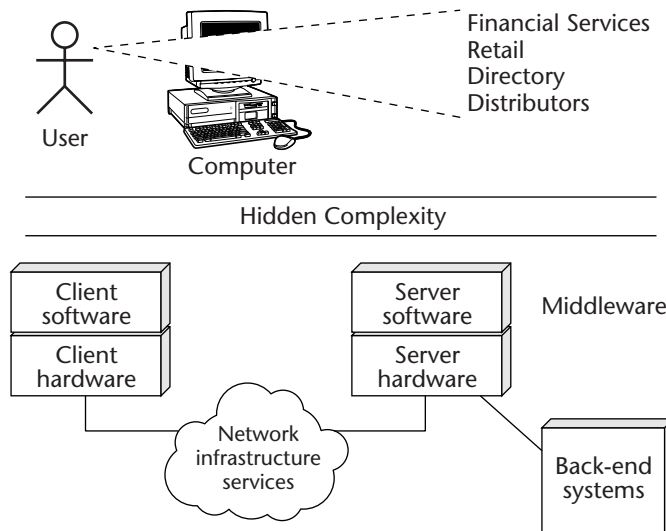 Financial Services
Retail
Directory
Distributors
User
Computer
Hidden Complexity
Client
software
Server
software
Middleware
Client
hardware
Server
hardware
Network
infrastructure
services
Back-end
systems